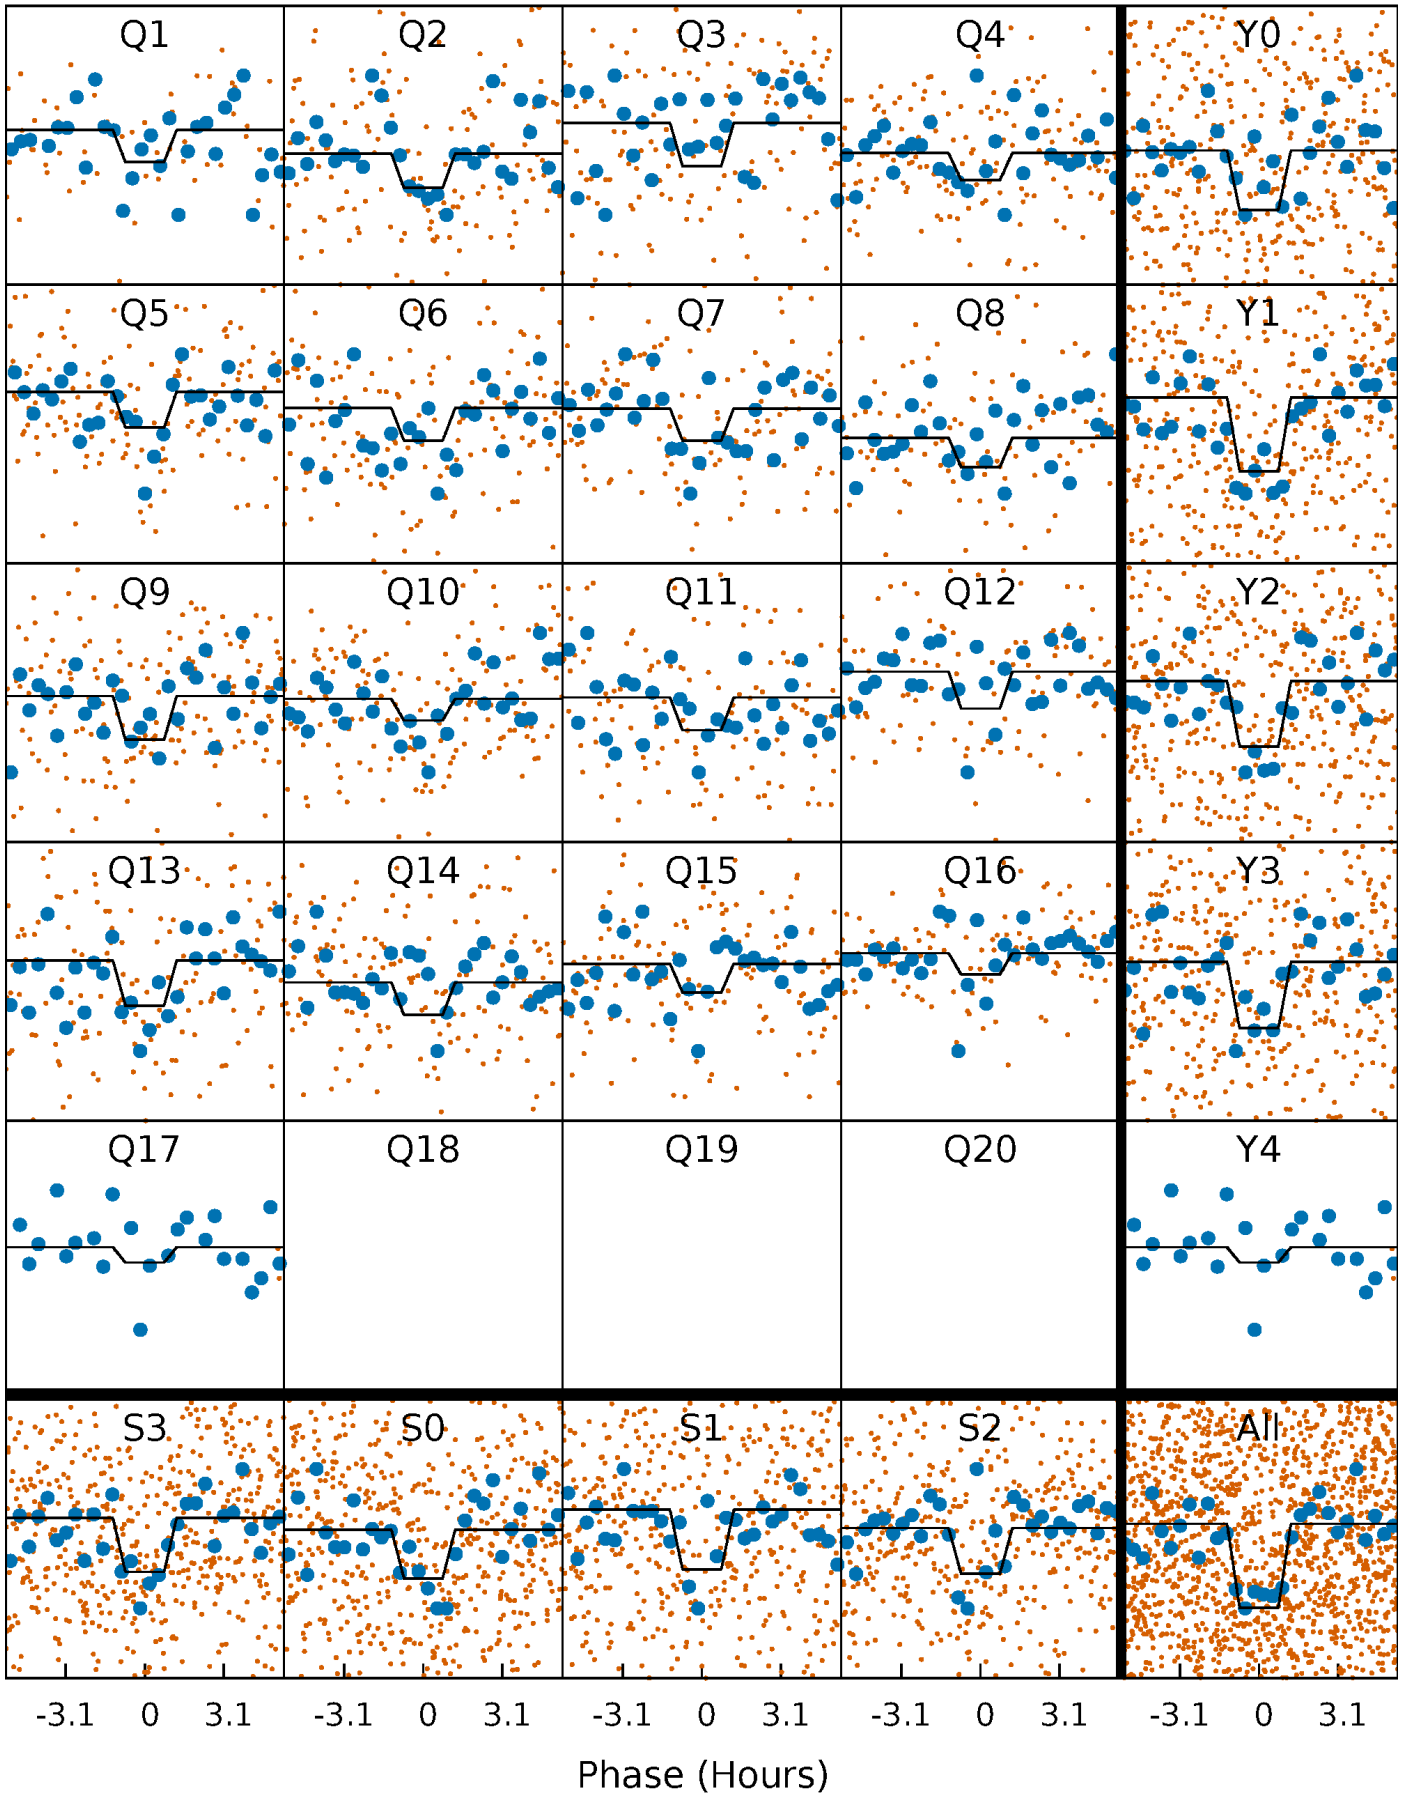 Q1 Q2 Q3 Q4 Y0
Q5 Q6 Q7 Q8 Y1
Q9 Q10 Q11 Q12 Y2
Q13 Q14 Q15 Q16 Y3
Q17 Q18 Q19 Q20 Y4
S3 S0 S1 S2 All
-3.1 0 3.1 -3.1 0 3.1 -3.1 0 3.1 -3.1 0 3.1 -3.1 0 3.1
Phase (Hours)